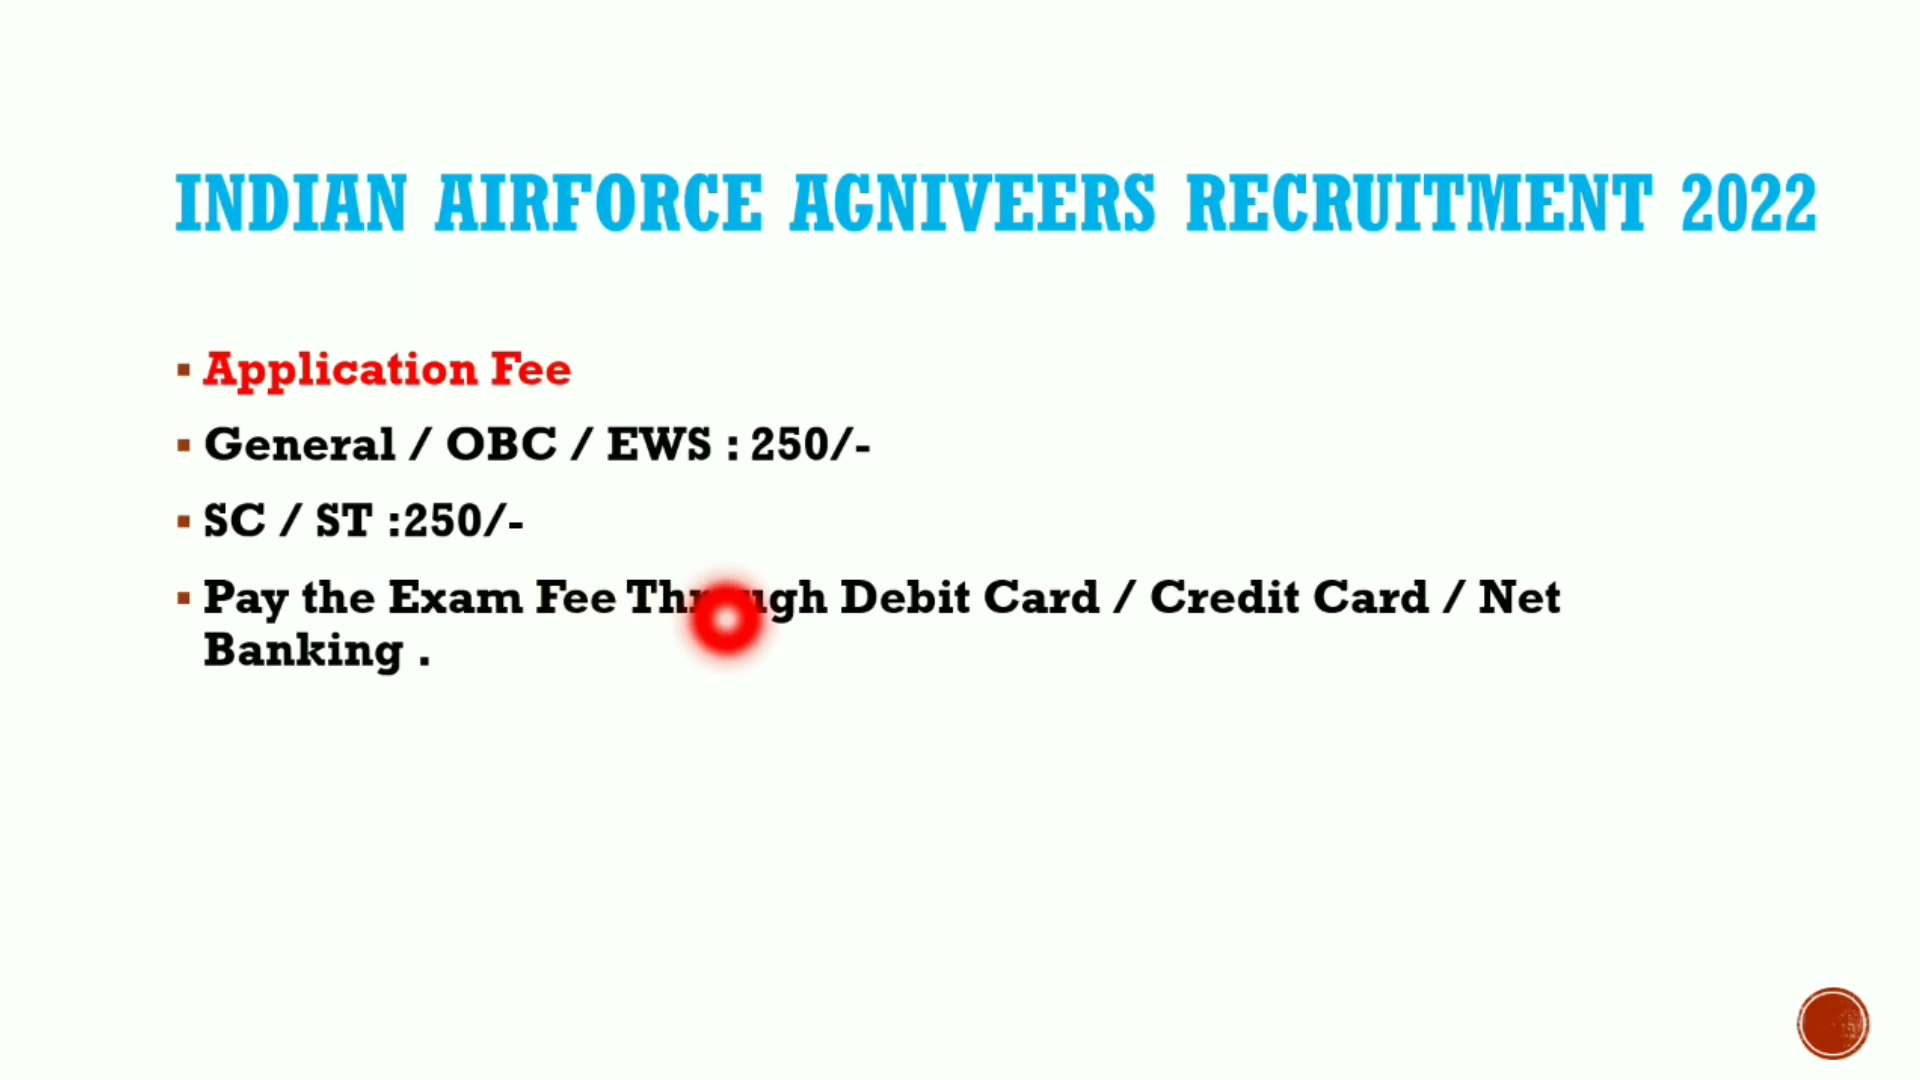 INDIAN AIRFORCE AGNIVEERS RECRUITMENT 2022
Application Fee
General / OBC / EWS : 250/-
SC / ST :250/-
Pay the Exam Fee Through Debit Card / Credit Card / Net
Banking .